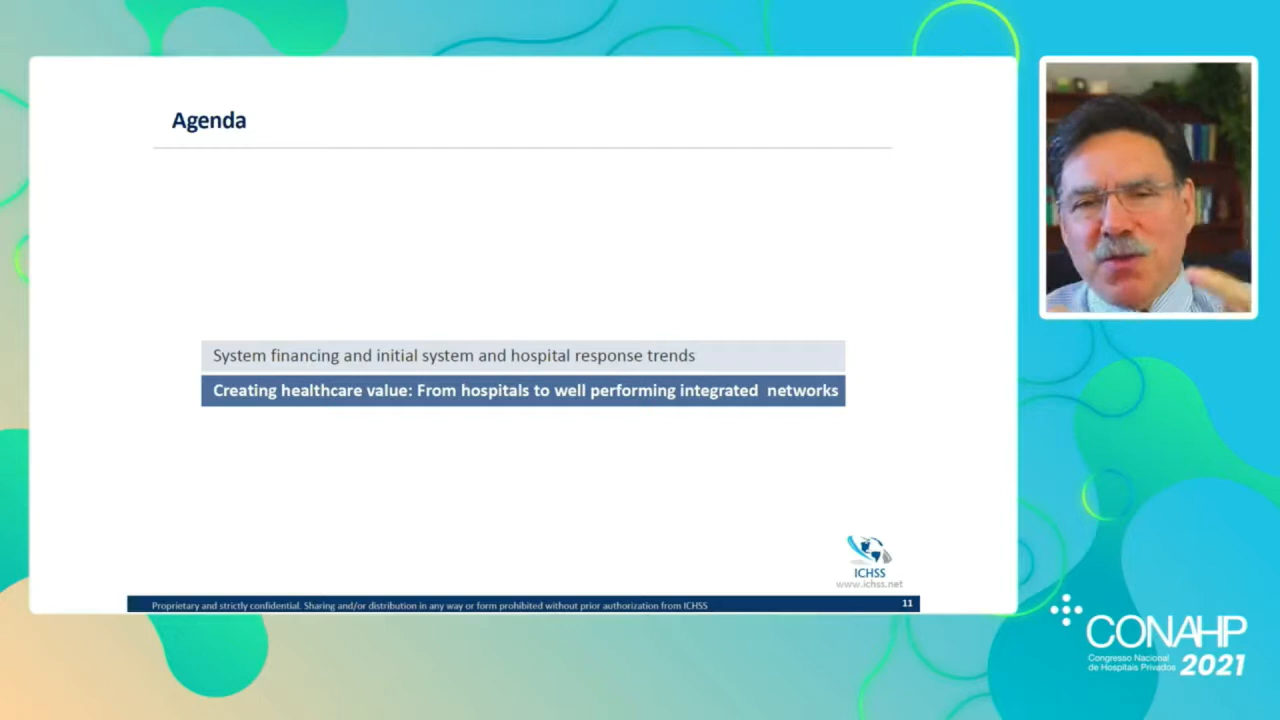 Agenda
System financing and initial system and hospital response trends
Creating healthcare value: From hospitals to well performing integrated networks
ICHSS
www.ichss.net
Proprietary and strictly confidential. Sharing and/or distribution in any way or form prohibited without prior authorization from ICHSS
11
CONAHP
Congresso Nacional
de Hospitais Privados
2021